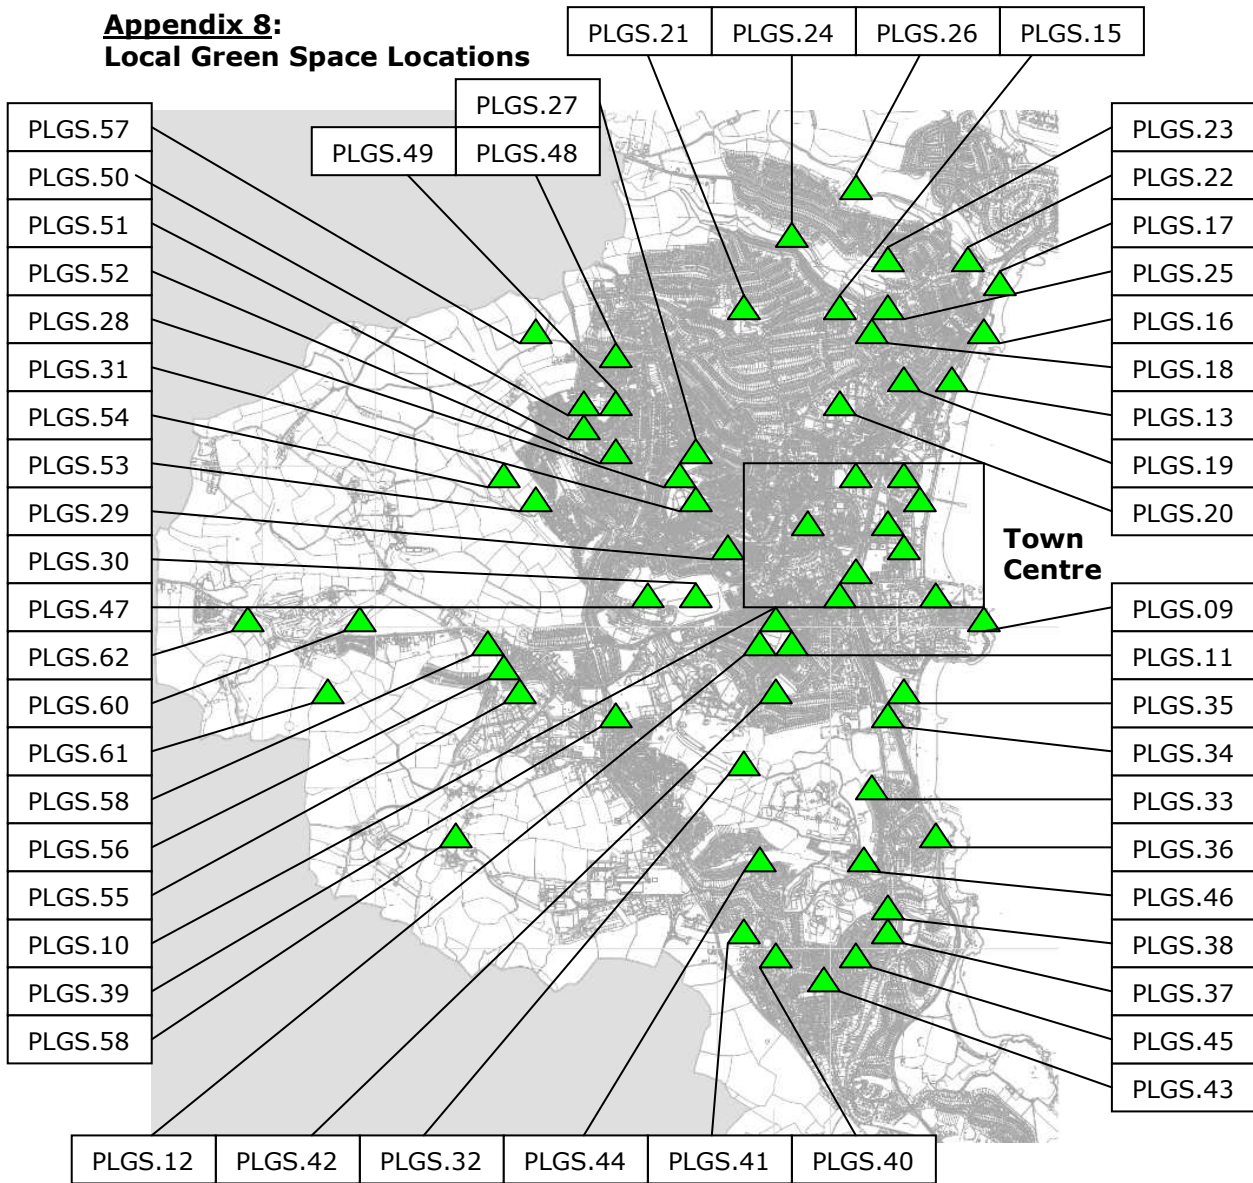 Appendix 8:
Local Green Space Locations
PLGS.21
PLGS.24
PLGS.26
PLGS.15
PLGS.27
PLGS.49
PLGS.48
PLGS.57
PLGS.50
PLGS.51
PLGS.52
PLGS.28
PLGS.31
PLGS.54
PLGS.53
PLGS.29
PLGS.30
PLGS.47
PLGS.62
PLGS.60
PLGS.61
PLGS.58
PLGS.56
PLGS.55
PLGS.10
PLGS.39
PLGS.58
PLGS.23
PLGS.22
PLGS.17
PLGS.25
PLGS.16
PLGS.18
PLGS.13
PLGS.19
PLGS.20
Town
Centre
PLGS.09
PLGS.11
PLGS.35
PLGS.34
PLGS.33
PLGS.36
PLGS.46
PLGS.38
PLGS.37
PLGS.45
PLGS.43
PLGS.12
PLGS.42
PLGS.32
PLGS.44
PLGS.41
PLGS.40